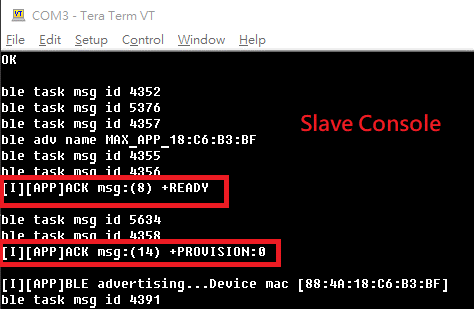 COM3 - Tera Term VT
File Edit Setup Control Window Help
OK
ble task msg id 4352
ble task msg id 5376
ble task msg id 4357
ble adv name MAX_APP_18:C6:B3:BF
ble task msg id 4355
ble task msg id 4356
[I][APP]ACK msg:(8) +READY
ble task msg id 5634
ble task msg id 4358
[I][APP]ACK msg:(14) +PROVISION:0
[I][APP]BLE advertising...Device mac [88:4A:18:C6:B3:BF]
ble task msg id 4391
Slave Console